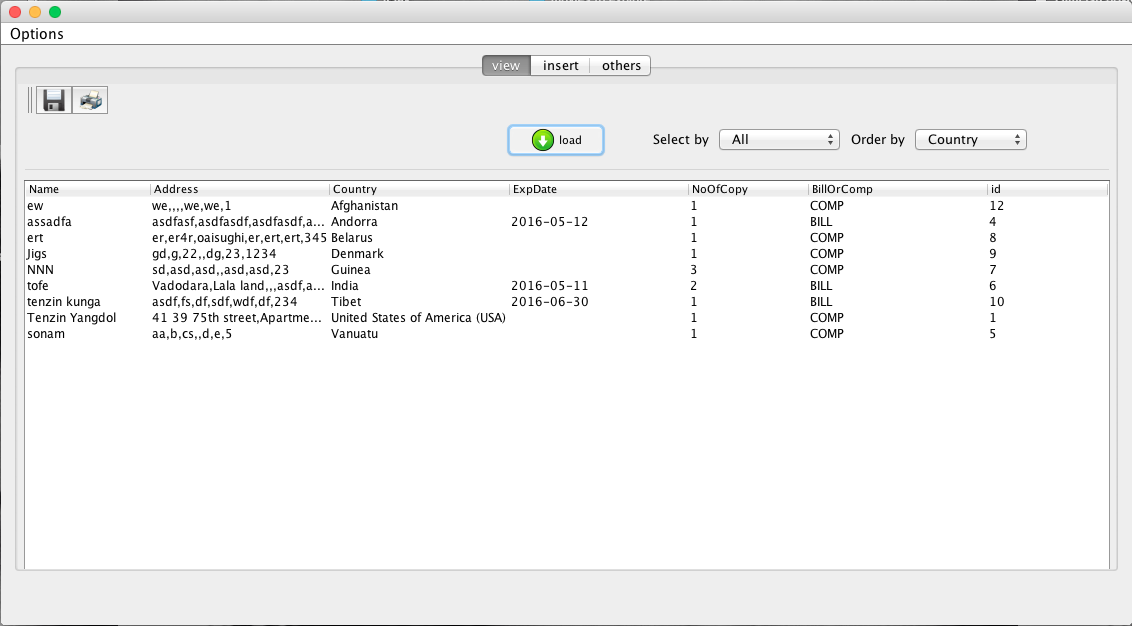 Options
view insert others
load Select by All Order by Country
Name Address Country ExpDate NoOfCopy BillOrComp id
ew we,,,,we,we,1 Afghanistan 1 COMP 12
assadfa asdfasf,asdfasdf,asdfasdf,a... Andorra 2016-05-12 1 BILL 4
ert er,er4r,oaisughi,er,ert,ert,345 Belarus 1 COMP 8
Jigs gd,g,22,,dg,23,1234 Denmark 1 COMP 9
NNN sd,asd,asd,,asd,asd,23 Guinea 3 COMP 7
tofe Vadodara,Lala land,,,asdf,a... India 2016-05-11 2 BILL 6
tenzin kunga asdf,fs,df,sdf,wdf,df,234 Tibet 2016-06-30 1 BILL 10
Tenzin Yangdol 41 39 75th street,Apartme... United States of America (USA) 1 COMP 1
sonam aa,b,cs,,d,e,5 Vanuatu 1 COMP 5